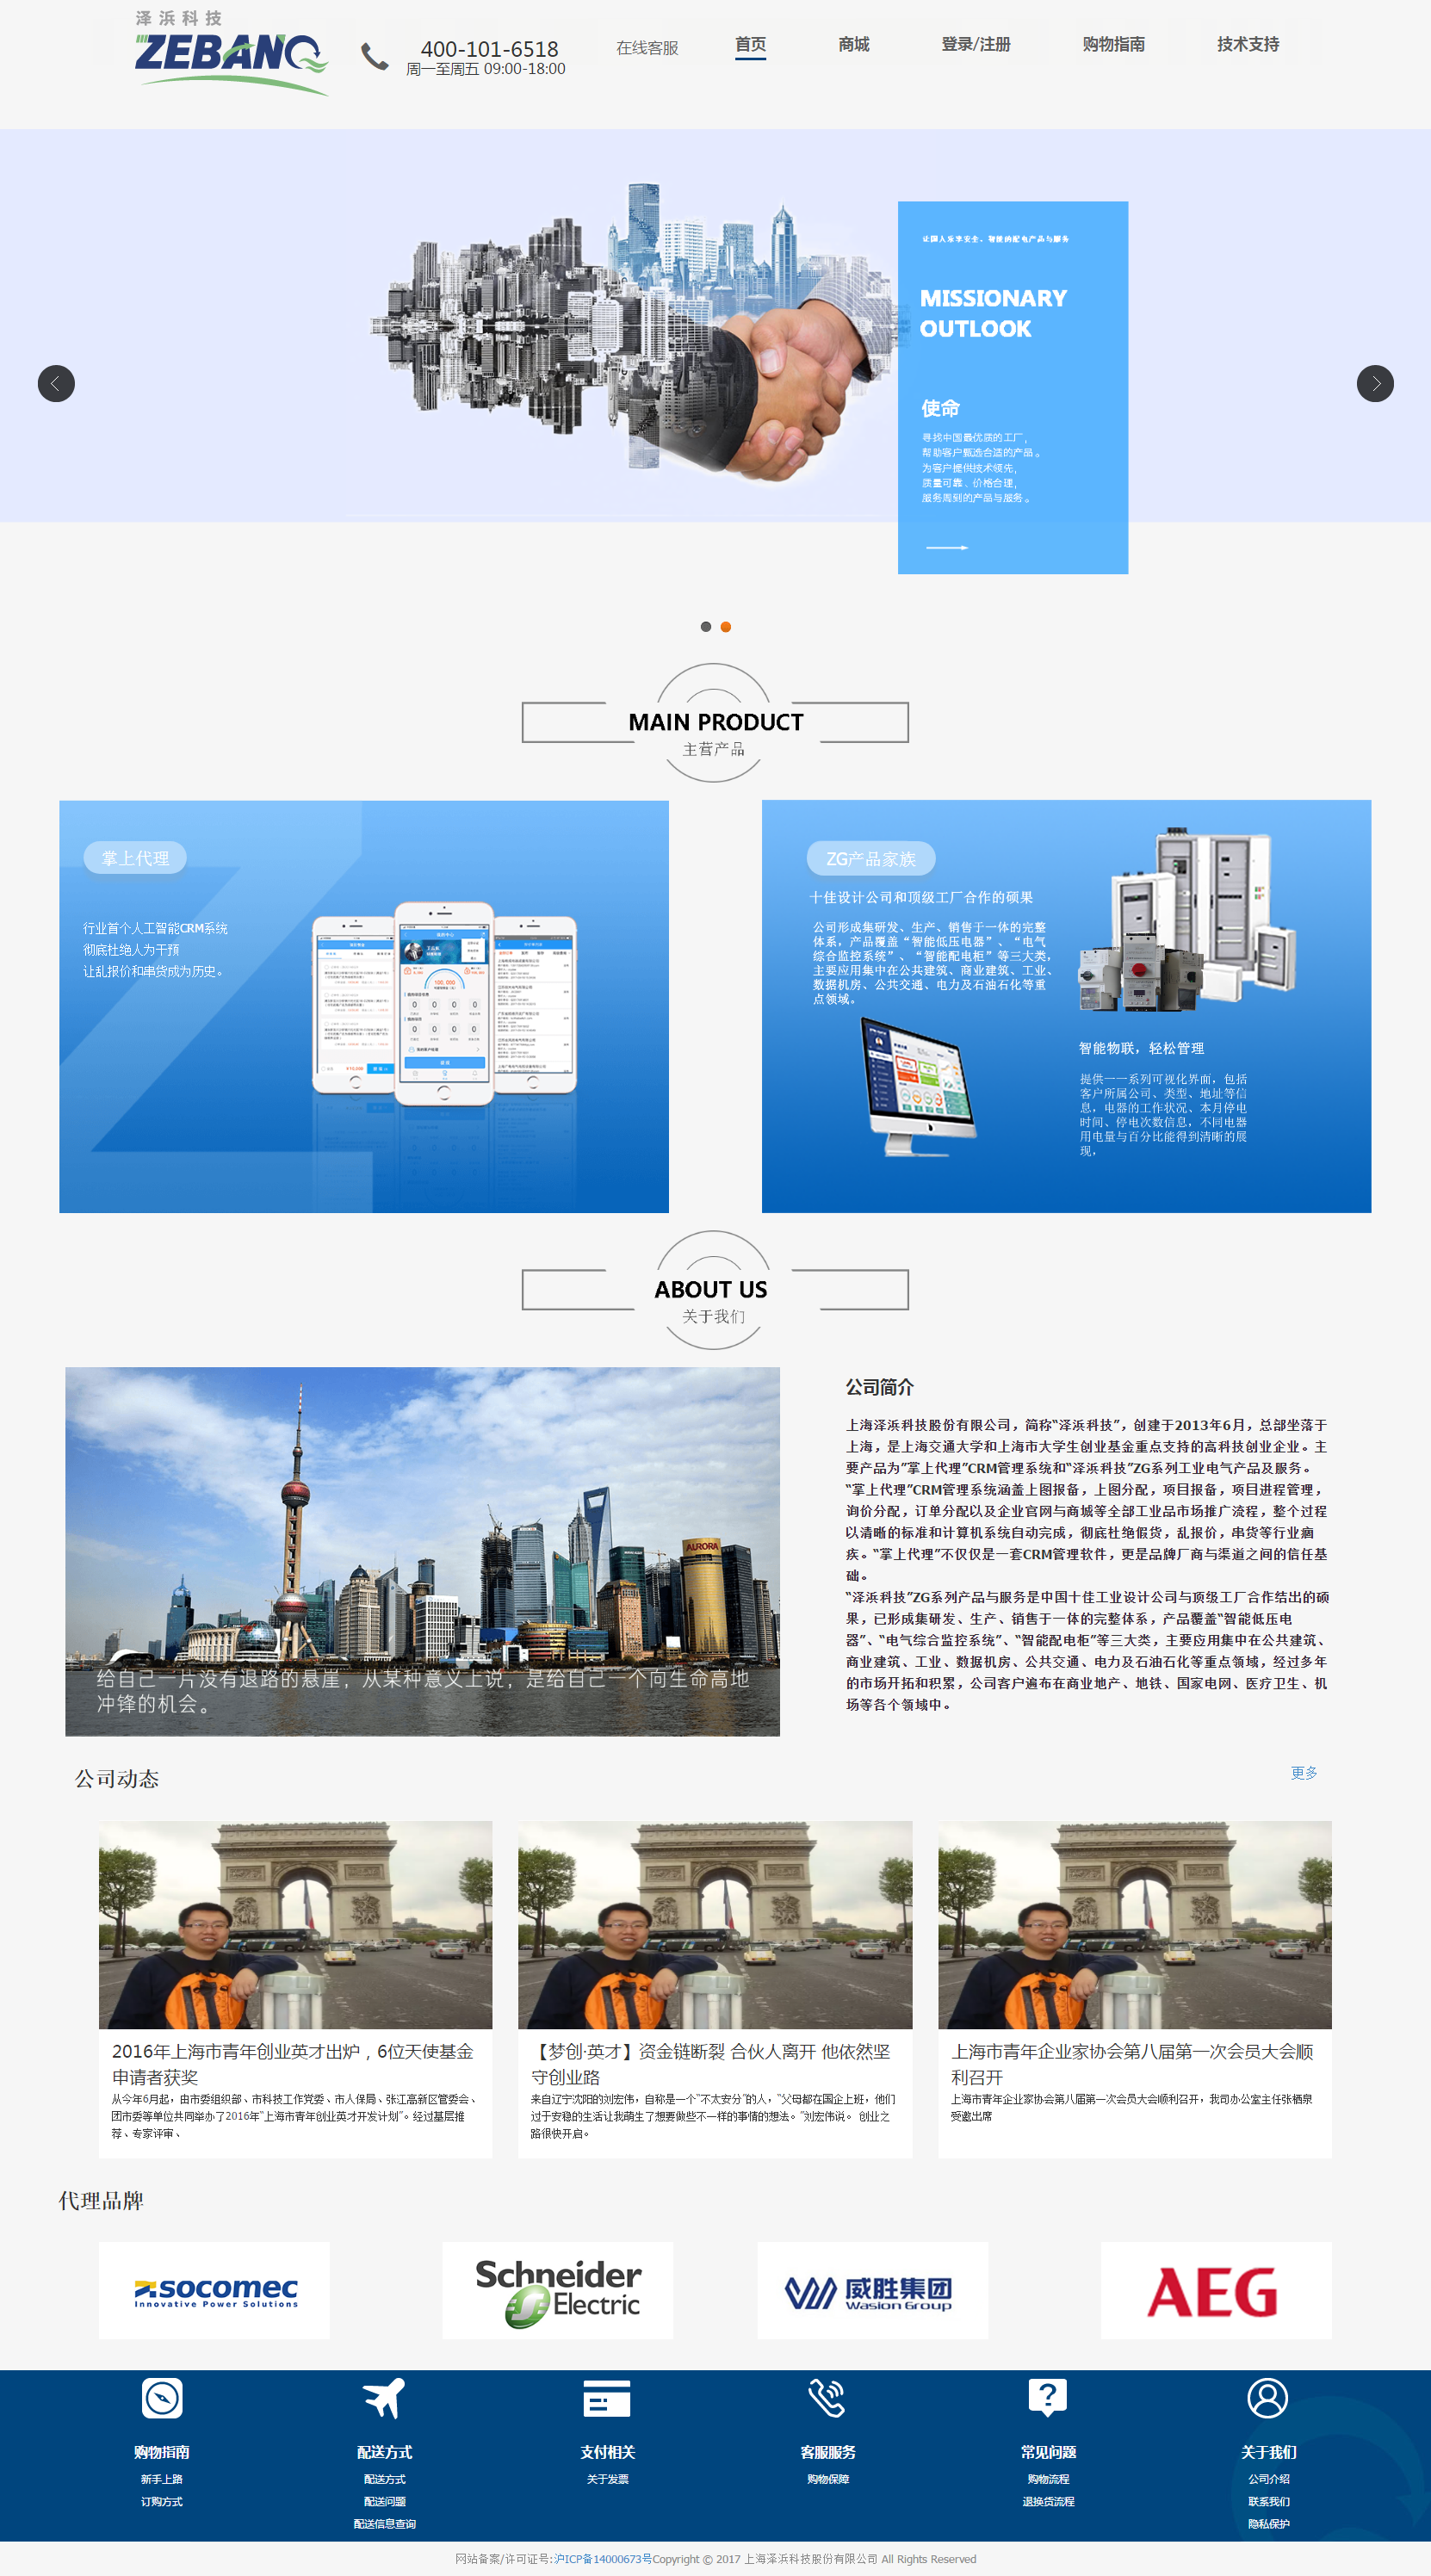 泽浜科技
ZEBANQ
400-101-6518
周一至周五 09:00-18:00
在线客服
首页
商城
登录/注册
购物指南
技术支持
让国人乐享安全、智能的配电产品与服务
MISSIONARY
OUTLOOK
使命
寻找中国最优质的工厂，
帮助客户甄选合适的产品。
为客户提供技术领先，
质量可靠、价格合理，
服务周到的产品与服务。
MAIN PRODUCT
主营产品
掌上代理
行业首个人工智能CRM系统
彻底杜绝人为干预
让乱报价和串货成为历史。
ZG产品家族
十佳设计公司和顶级工厂合作的硕果
公司形成集研发、生产、销售于一体的完整
体系，产品覆盖“智能低压电器”、“电气
综合监控系统”、“智能配电柜”等三大类，
主要应用集中在公共建筑、商业建筑、工业、
数据机房、公共交通、电力及石油石化等重
点领域。
智能物联，轻松管理
提供一一系列可视化界面，包括
客户所属公司、类型、地址等信
息，电器的工作状况、本月停电
时间、停电次数信息，不同电器
用电量与百分比能得到清晰的展
现，
ABOUT US
关于我们
AURORA
给自己一片没有退路的悬崖，从某种意义上说，是给自己一个向生命高地
冲锋的机会。
公司简介
上海泽浜科技股份有限公司，简称“泽浜科技”，创建于2013年6月，总部坐落于
上海，是上海交通大学和上海市大学生创业基金重点支持的高科技创业企业。主
要产品为”掌上代理”CRM管理系统和“泽浜科技”ZG系列工业电气产品及服务。
“掌上代理”CRM管理系统涵盖上图报备，上图分配，项目报备，项目进程管理，
询价分配，订单分配以及企业官网与商城等全部工业品市场推广流程，整个过程
以清晰的标准和计算机系统自动完成，彻底杜绝假货，乱报价，串货等行业痼
疾。“掌上代理”不仅仅是一套CRM管理软件，更是品牌厂商与渠道之间的信任基
础。
“泽浜科技”ZG系列产品与服务是中国十佳工业设计公司与顶级工厂合作结出的硕
果，已形成集研发、生产、销售于一体的完整体系，产品覆盖“智能低压电
器”、“电气综合监控系统”、“智能配电柜”等三大类，主要应用集中在公共建筑、
商业建筑、工业、数据机房、公共交通、电力及石油石化等重点领域，经过多年
的市场开拓和积累，公司客户遍布在商业地产、地铁、国家电网、医疗卫生、机
场等各个领域中。
公司动态
更多
2016年上海市青年创业英才出炉，6位天使基金
申请者获奖
从今年6月起，由市委组织部、市科技工作党委、市人保局、张江高新区管委会、
团市委等单位共同举办了2016年“上海市青年创业英才开发计划”。经过基层推
荐、专家评审、
【梦创·英才】资金链断裂 合伙人离开 他依然坚
守创业路
来自辽宁沈阳的刘宏伟，自称是一个“不太安分”的人，“父母都在国企上班，他们
过于安稳的生活让我萌生了想要做些不一样的事情的想法。”刘宏伟说。 创业之
路很快开启。
上海市青年企业家协会第八届第一次会员大会顺
利召开
上海市青年企业家协会第八届第一次会员大会顺利召开，我司办公室主任张栖泉
受邀出席
代理品牌
socomec
Innovative Power Solutions
Schneider
Electric
威胜集团
Wasion Group
AEG
购物指南
新手上路
订购方式
配送方式
配送方式
配送问题
配送信息查询
支付相关
关于发票
客服服务
购物保障
常见问题
购物流程
退换货流程
关于我们
公司介绍
联系我们
隐私保护
网站备案/许可证号:沪ICP备14000673号Copyright © 2017 上海泽浜科技股份有限公司 All Rights Reserved